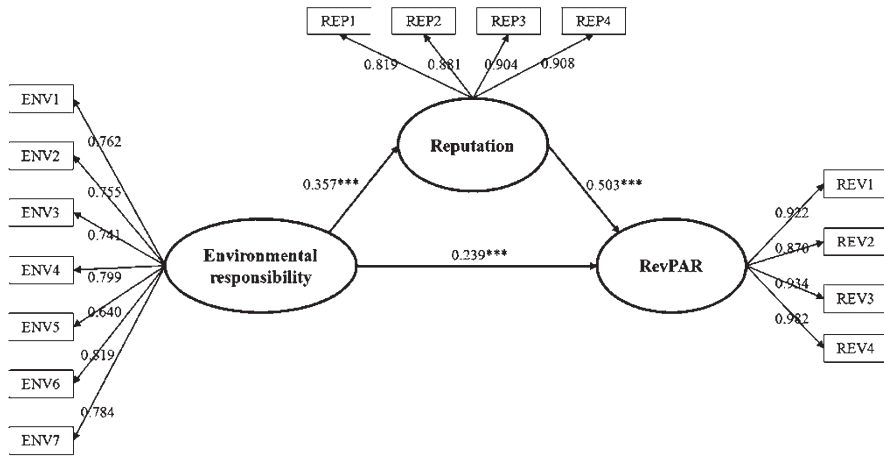 REP1 REP2 REP3 REP4
0.819 0.881 0.904 0.908
ENV1
0.762
ENV2
0.755
ENV3
0.741
ENV4
0.799
ENV5
0.640
ENV6
0.819
ENV7
0.784
Reputation
0.357***
0.503***
Environmental
responsibility
0.239***
RevPAR
REV1
0.922
REV2
0.870
REV3
0.934
REV4
0.982